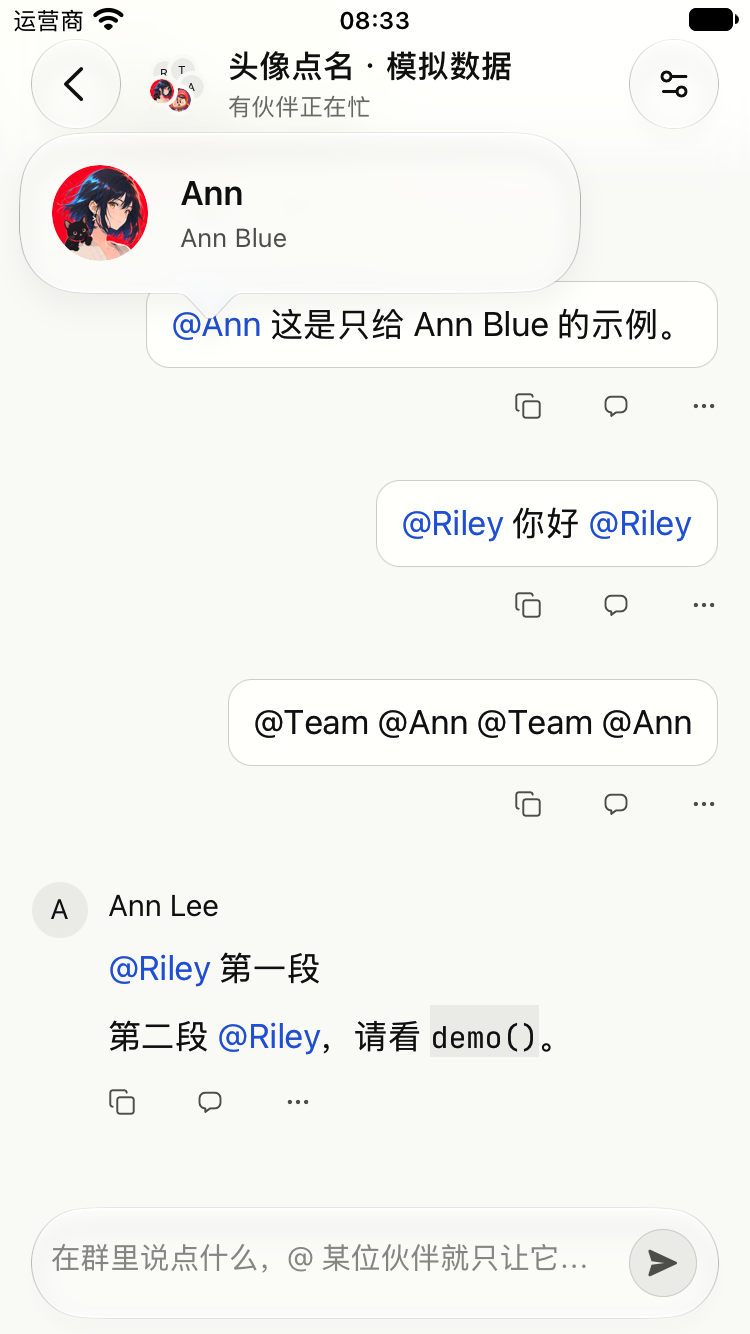 运营商 08:33
R T A
头像点名 · 模拟数据
有伙伴正在忙
Ann
Ann Blue
@Ann 这是只给 Ann Blue 的示例。
@Riley 你好 @Riley
@Team @Ann @Team @Ann
A Ann Lee
@Riley 第一段
第二段 @Riley，请看 demo()。
在群里说点什么，@ 某位伙伴就只让它…